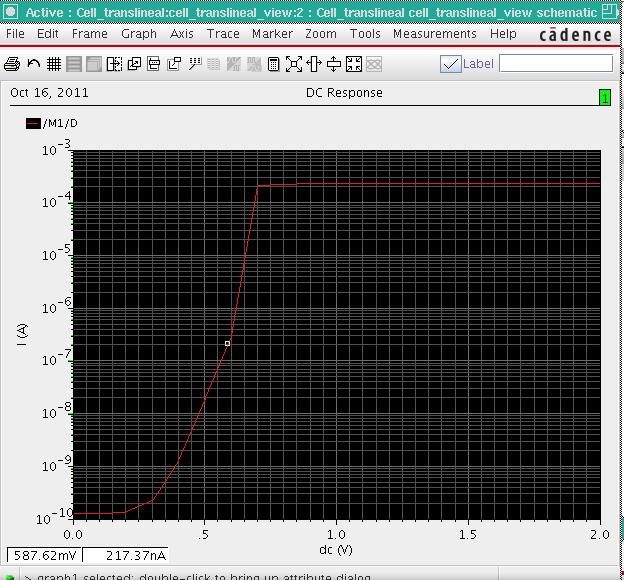 Active : Cell_translineal:cell_translineal_view:2 : Cell_translineal cell_translineal_view schematic
File Edit Frame Graph Axis Trace Marker Zoom Tools Measurements Help cādence
Label
Oct 16, 2011 DC Response 1
/M1/D
10⁻³
10⁻⁴
10⁻⁵
10⁻⁶
I (A)
10⁻⁷
10⁻⁸
10⁻⁹
10⁻¹⁰
0.0 .5 1.0 1.5 2.0
dc (V)
587.62mV 217.37nA
> graph1 selected: double-click to bring up attribute dialog